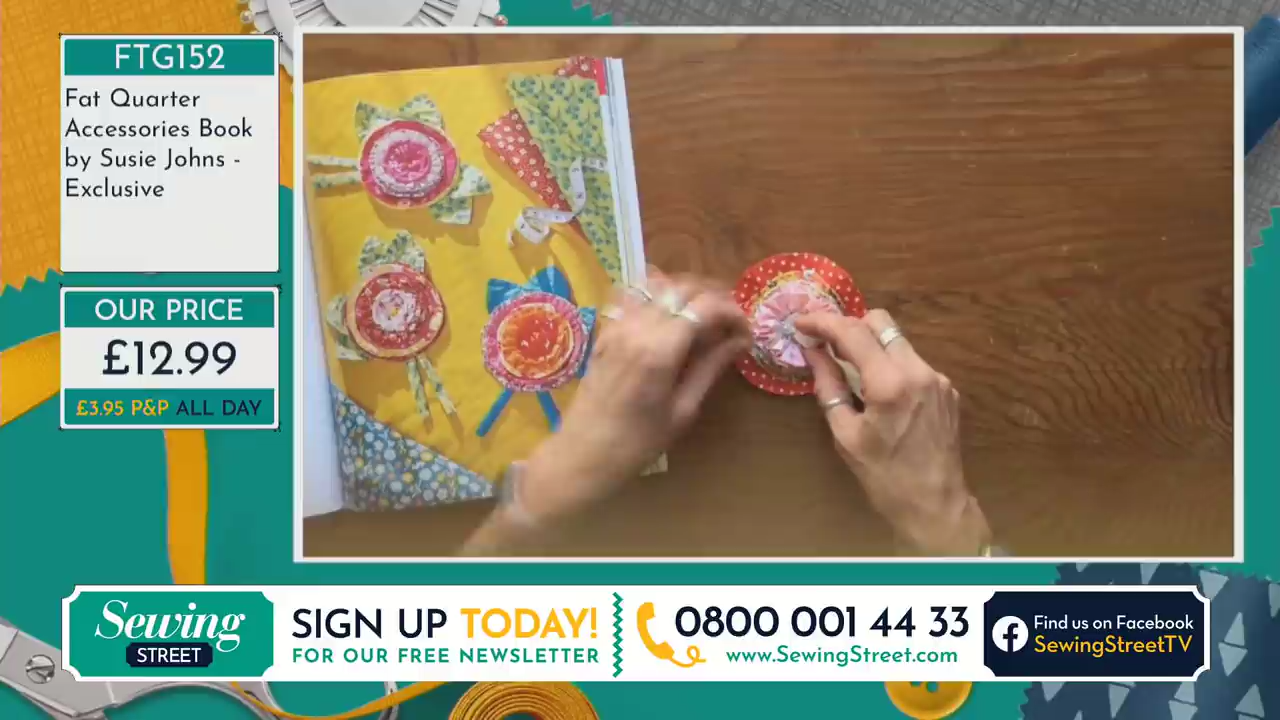 FTG152
Fat Quarter
Accessories Book
by Susie Johns -
Exclusive
OUR PRICE
£12.99
£3.95 P&P ALL DAY
Sewing
STREET
SIGN UP TODAY!
FOR OUR FREE NEWSLETTER
0800 001 44 33
www.SewingStreet.com
Find us on Facebook
SewingStreetTV